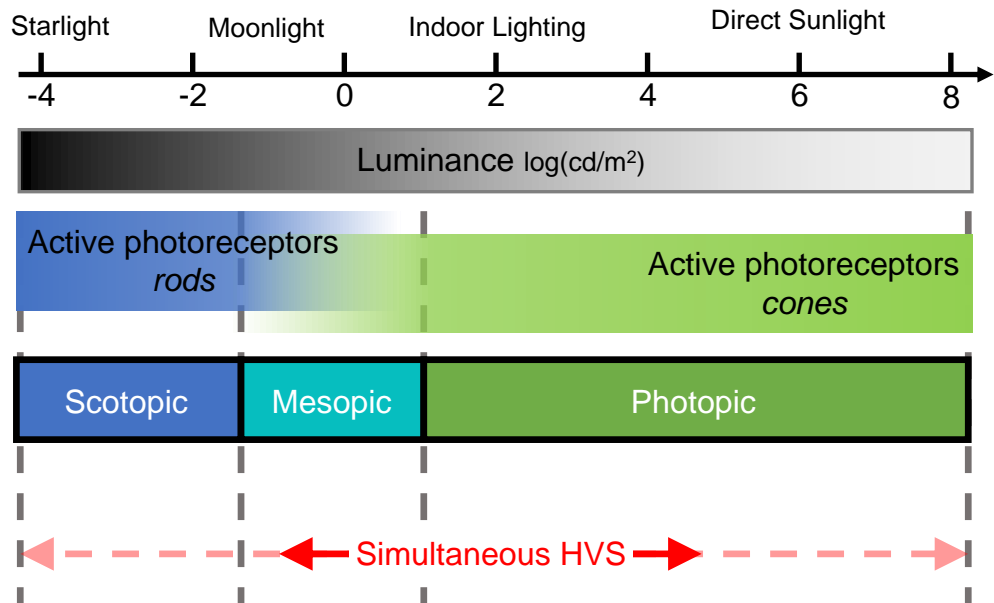 Starlight Moonlight Indoor Lighting Direct Sunlight
-4 -2 0 2 4 6 8
Luminance log(cd/m²)
Active photoreceptors
rods
Active photoreceptors
cones
Scotopic Mesopic Photopic
Simultaneous HVS